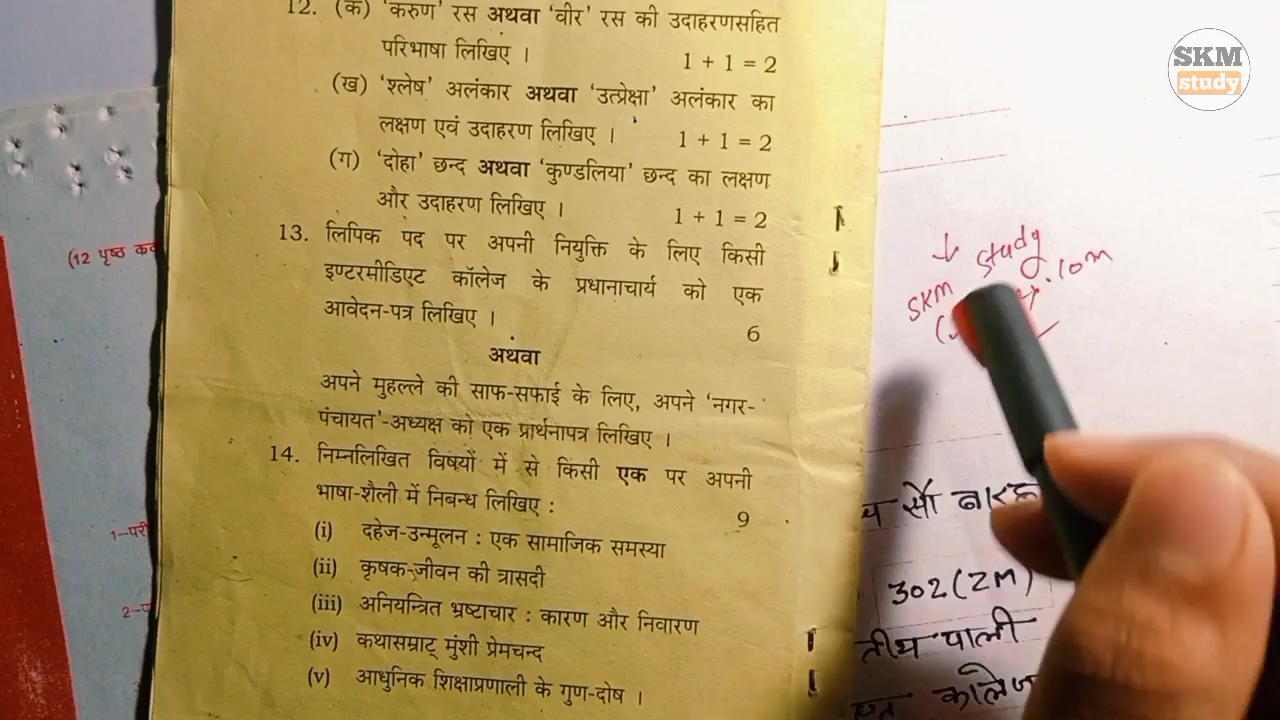 12. (क) 'करुण' रस अथवा 'वीर' रस की उदाहरणसहित
परिभाषा लिखिए । 1 + 1 = 2
(ख) 'श्लेष' अलंकार अथवा 'उत्प्रेक्षा' अलंकार का
लक्षण एवं उदाहरण लिखिए । 1 + 1 = 2
(ग) 'दोहा' छन्द अथवा 'कुण्डलिया' छन्द का लक्षण
और उदाहरण लिखिए । 1 + 1 = 2
13. लिपिक पद पर अपनी नियुक्ति के लिए किसी
इण्टरमीडिएट कॉलेज के प्रधानाचार्य को एक
आवेदन-पत्र लिखिए । 6
अथवा
अपने मुहल्ले की साफ-सफाई के लिए, अपने 'नगर-
पंचायत'-अध्यक्ष को एक प्रार्थनापत्र लिखिए ।
14. निम्नलिखित विषयों में से किसी एक पर अपनी
भाषा-शैली में निबन्ध लिखिए : 9
(i) दहेज-उन्मूलन : एक सामाजिक समस्या
(ii) कृषक-जीवन की त्रासदी
(iii) अनियन्त्रित भ्रष्टाचार : कारण और निवारण
(iv) कथासम्राट् मुंशी प्रेमचन्द
(v) आधुनिक शिक्षाप्रणाली के गुण-दोष ।
SKM
study
(12 पृष्ठ
1-परी
2-
SKM study
.10m
सौ बारह
302(ZM)
पाली
कालेज